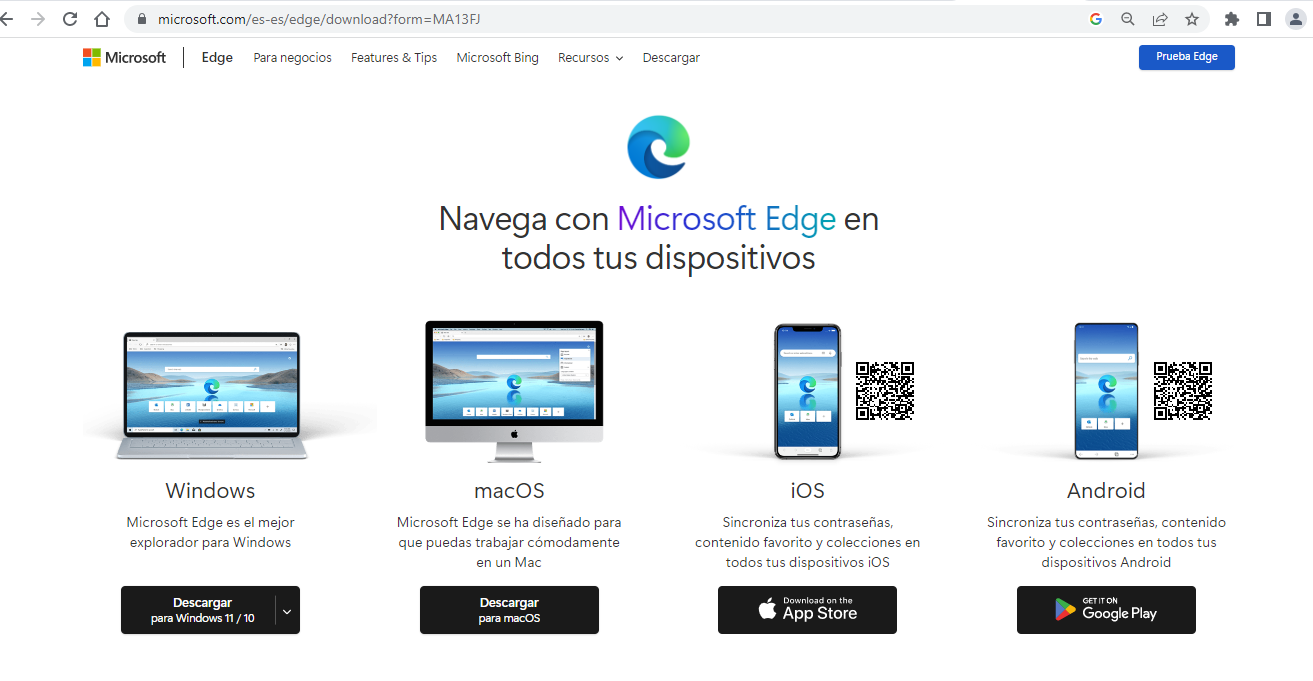 microsoft.com/es-es/edge/download?form=MA13FJ
Microsoft
Edge
Para negocios
Features & Tips
Microsoft Bing
Recursos
Descargar
Prueba Edge
Navega con Microsoft Edge en
todos tus dispositivos
Windows
Microsoft Edge es el mejor
explorador para Windows
Descargar
para Windows 11 / 10
macOS
Microsoft Edge se ha diseñado para
que puedas trabajar cómodamente
en un Mac
Descargar
para macOS
iOS
Sincroniza tus contraseñas,
contenido favorito y colecciones en
todos tus dispositivos iOS
Download on the
App Store
Android
Sincroniza tus contraseñas, contenido
favorito y colecciones en todos tus
dispositivos Android
GET IT ON
Google Play